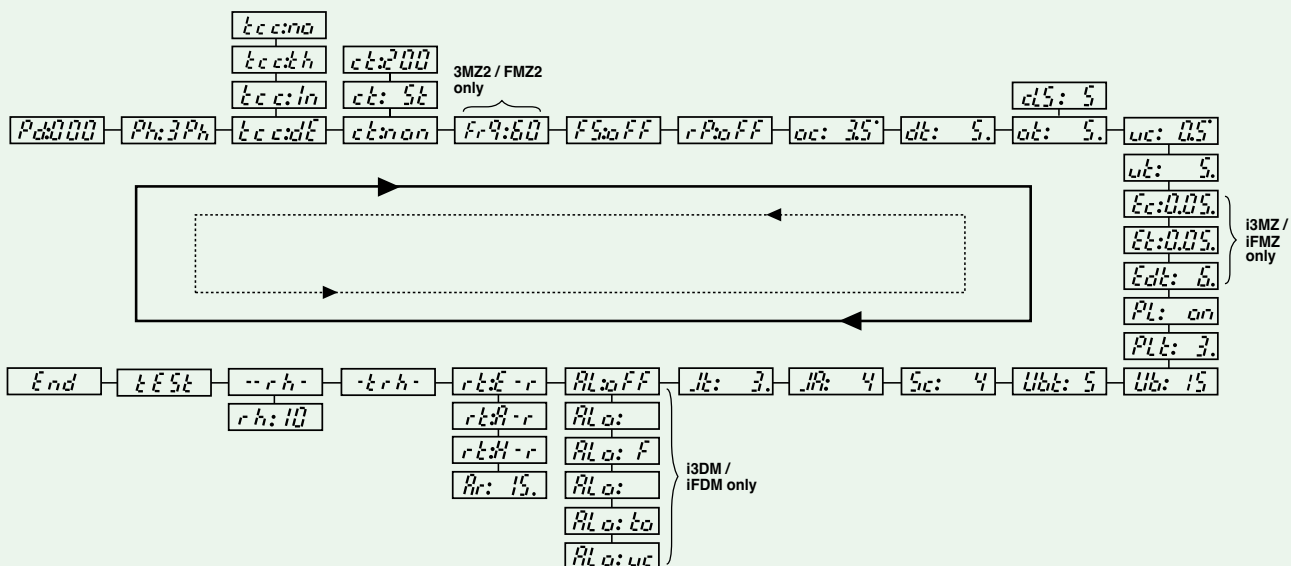 tcc:no
tcc:th
ct:200
3MZ2 / FMZ2
only
tcc:In
ct: St
dS: 5
Pd:000
Ph:3Ph
tcc:dE
ct:non
Frq:60
FS:oFF
rP:oFF
oc: 3.5
dt: 5.
ot: 5.
uc: 0.5
ut: 5.
Ec:0.05.
Et:0.05.
Edt: 6.
i3MZ /
iFMZ
only
PL: on
PLt: 3.
End
tESt
--rh-
-trh-
rt:E-r
AL:oFF
Jt: 3.
JA: 4
Sc: 4
Ubt: 5
Ub: 15
rh:10
rt:A-r
ALo:
rt:H-r
ALo: F
Ar: 15.
ALo:
i3DM /
iFDM only
ALo: to
ALo: uc